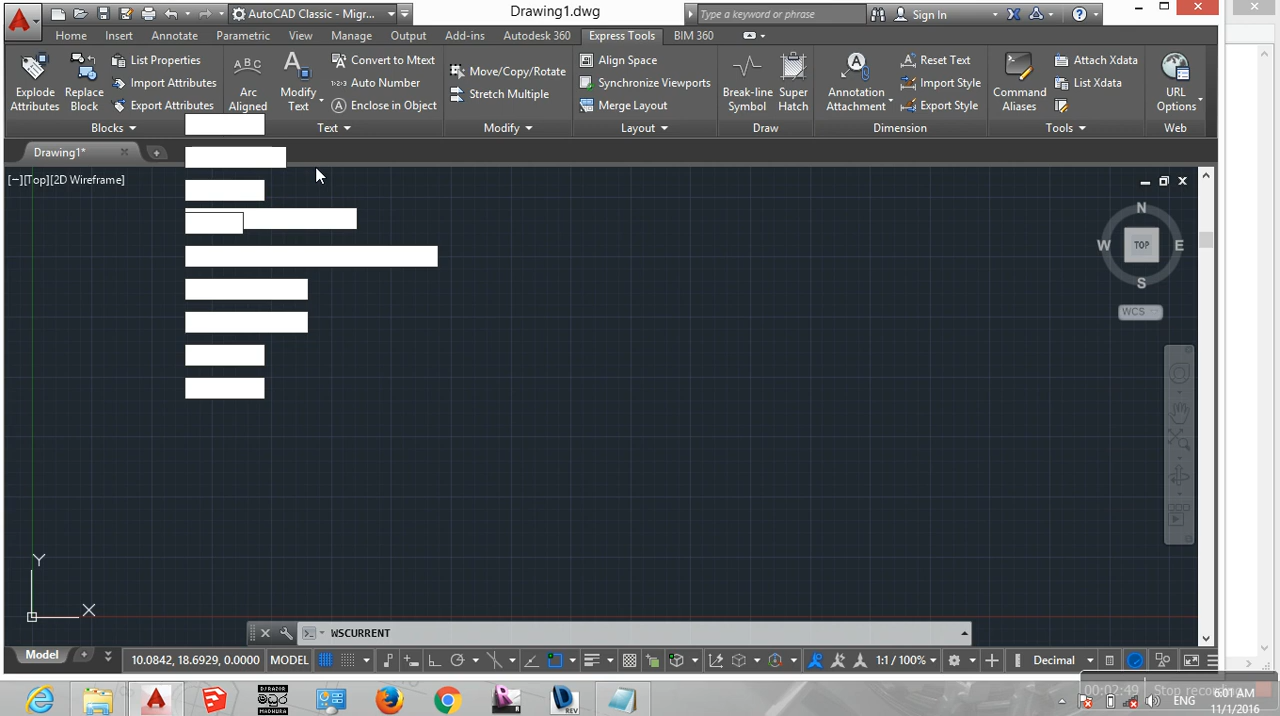 AutoCAD Classic - Migr...
Drawing1.dwg
Type a keyword or phrase
Sign In
Home Insert Annotate Parametric View Manage Output Add-ins Autodesk 360 Express Tools BIM 360
Explode Attributes
Replace Block
List Properties
Import Attributes
Export Attributes
Blocks
ABC
Arc Aligned
A
Modify Text
Convert to Mtext
Auto Number
Enclose in Object
Text
Move/Copy/Rotate
Stretch Multiple
Modify
Align Space
Synchronize Viewports
Merge Layout
Layout
Break-line Symbol
Super Hatch
Draw
Annotation Attachment
Reset Text
Import Style
Export Style
Dimension
Command Aliases
Attach Xdata
List Xdata
Tools
URL Options
Web
Drawing1*
[−][Top][2D Wireframe]
N
W TOP E
S
WCS
Y
X
WSCURRENT
Model
10.0842, 18.6929, 0.0000 MODEL 1:1 / 100% Decimal
00:02:49 Stop recording
ENG
6:01 AM
11/1/2016